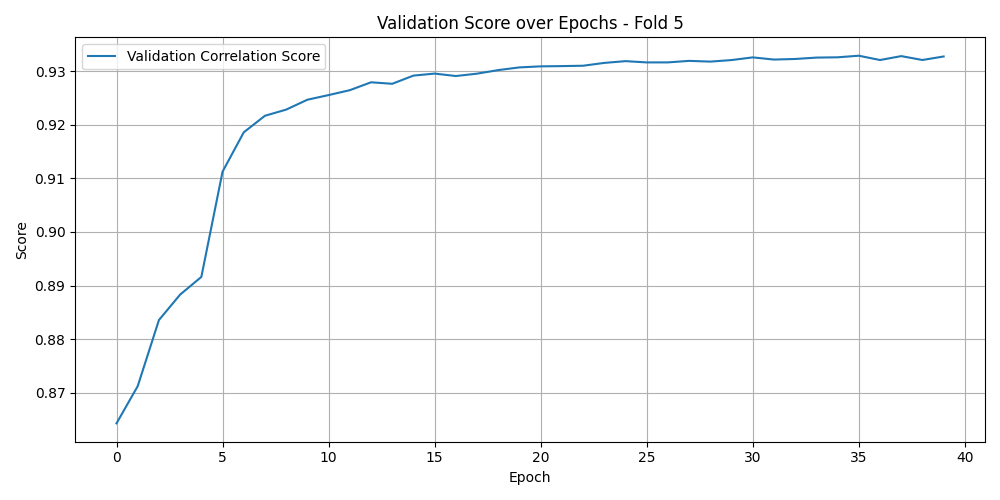 Validation Score over Epochs - Fold 5
Validation Correlation Score
0.93
0.92
0.91
0.90
0.89
0.88
0.87
Score
0 5 10 15 20 25 30 35 40
Epoch